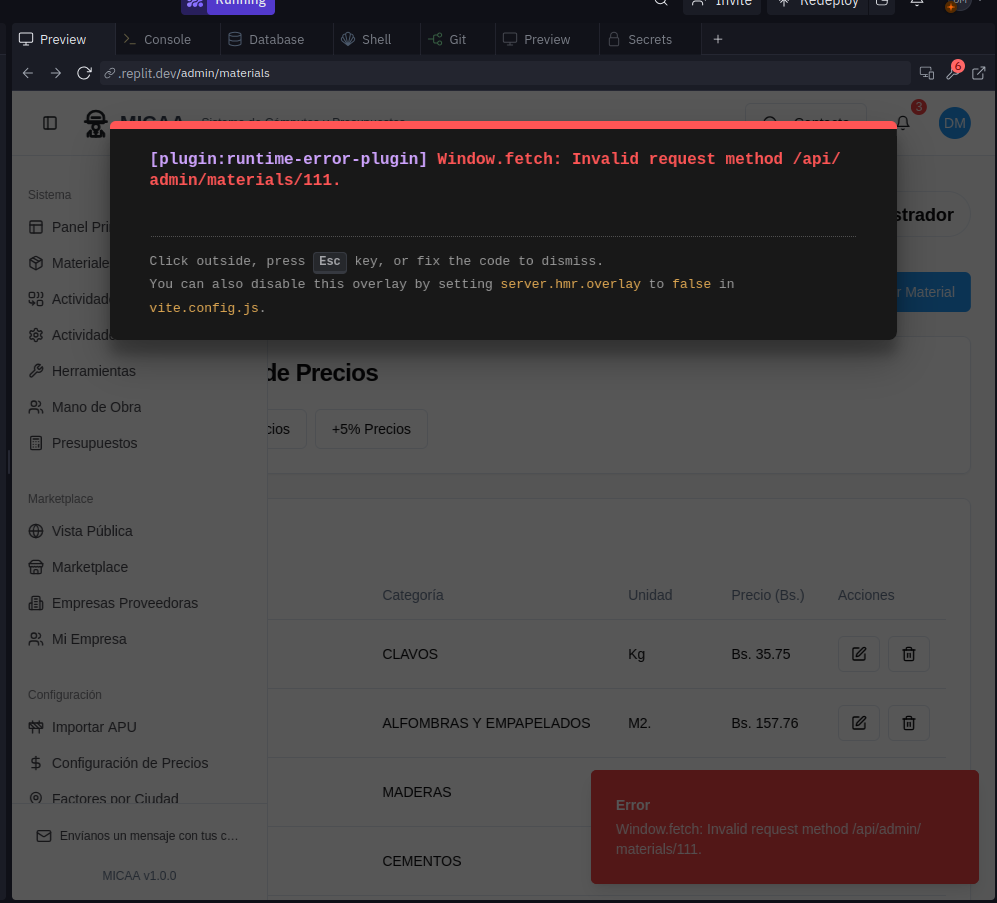 Running
Invite
Redeploy
Preview
Console
Database
Shell
Git
Preview
Secrets
.replit.dev/admin/materials
6
MICAA
Sistema de Cómputos y Presupuestos
Contacto
3
DM
[plugin:runtime-error-plugin] Window.fetch: Invalid request method /api/
admin/materials/111.
Click outside, press Esc key, or fix the code to dismiss.
You can also disable this overlay by setting server.hmr.overlay to false in
vite.config.js.
Sistema
Panel Pri
Materiale
Actividad
Actividad
Herramientas
Mano de Obra
Presupuestos
Marketplace
Vista Pública
Marketplace
Empresas Proveedoras
Mi Empresa
Configuración
Importar APU
Configuración de Precios
Factores por Ciudad
Envíanos un mensaje con tus c...
MICAA v1.0.0
strador
r Material
de Precios
cios
+5% Precios
Categoría Unidad Precio (Bs.) Acciones
CLAVOS Kg Bs. 35.75
ALFOMBRAS Y EMPAPELADOS M2. Bs. 157.76
MADERAS
CEMENTOS
Error
Window.fetch: Invalid request method /api/admin/
materials/111.